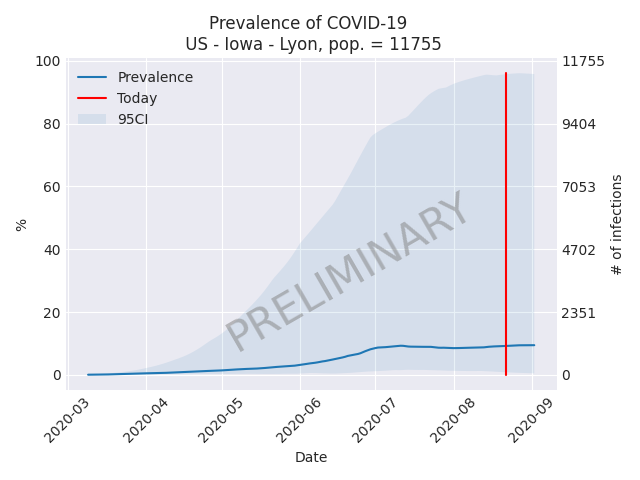 Prevalence of COVID-19
US - Iowa - Lyon, pop. = 11755
Prevalence
Today
95CI
100
80
60
40
20
0
%
11755
9404
7053
4702
2351
0
# of infections
PRELIMINARY
2020-03
2020-04
2020-05
2020-06
2020-07
2020-08
2020-09
Date